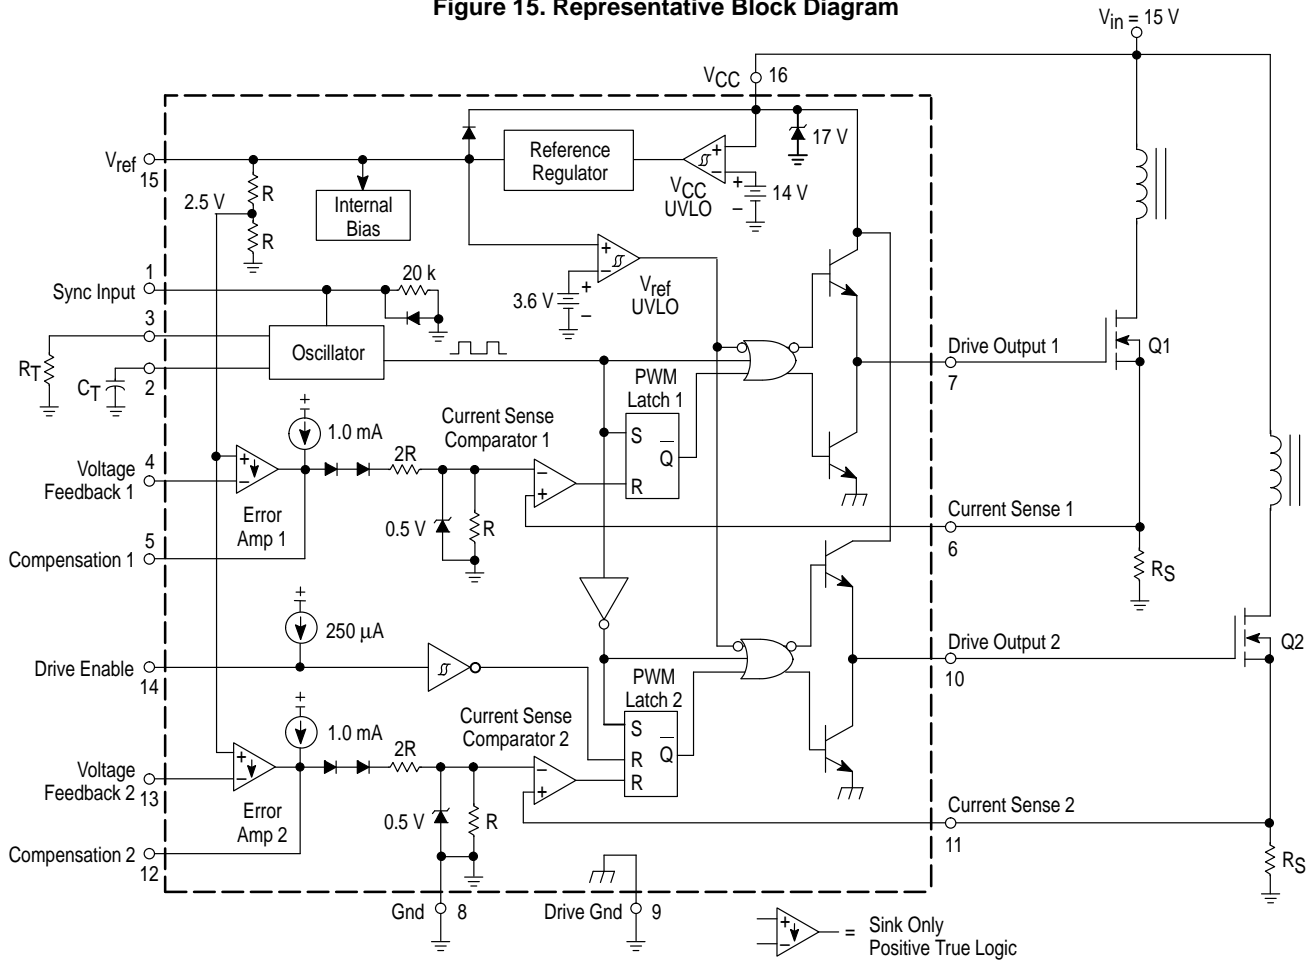 Figure 15. Representative Block Diagram
Vin = 15 V
VCC 16
17 V
Vref
15
Reference
Regulator
+
–
VCC
UVLO
+
–
14 V
2.5 V
R
R
Internal
Bias
Sync Input
1
20 k
3.6 V
+
–
+
–
Vref
UVLO
3
RT
CT
2
Oscillator
Drive Output 1
7
Q1
PWM
Latch 1
S
R
Q
+
1.0 mA
Current Sense
Comparator 1
2R
Voltage
Feedback 1
4
+
–
Error
Amp 1
–
+
0.5 V
R
Compensation 1
5
Current Sense 1
6
RS
+
250 µA
Drive Enable
14
Drive Output 2
10
Q2
PWM
Latch 2
S
R
R
Q
+
1.0 mA
Current Sense
Comparator 2
2R
Voltage
Feedback 2
13
+
–
Error
Amp 2
–
+
0.5 V
R
Compensation 2
12
Current Sense 2
11
RS
Gnd 8
Drive Gnd 9
+
–
= Sink Only
Positive True Logic